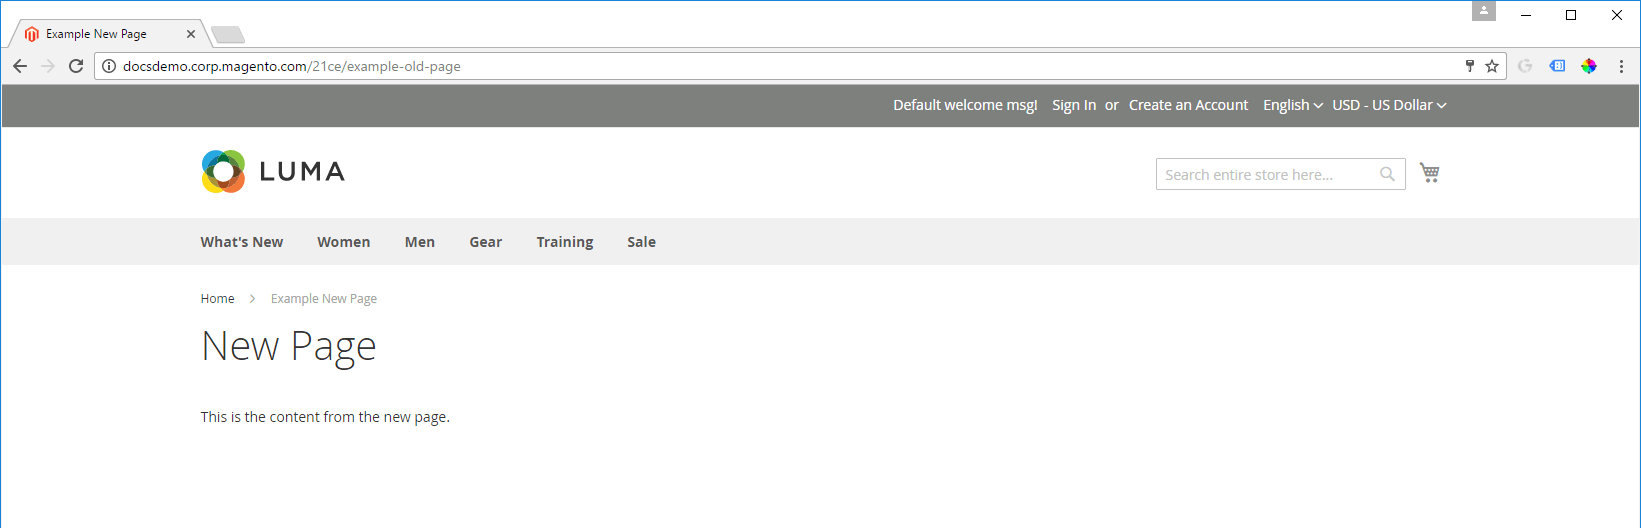 Example New Page
docsdemo.corp.magento.com/21ce/example-old-page
Default welcome msg! Sign In or Create an Account English USD - US Dollar
LUMA
Search entire store here...
What's New Women Men Gear Training Sale
Home Example New Page
New Page
This is the content from the new page.